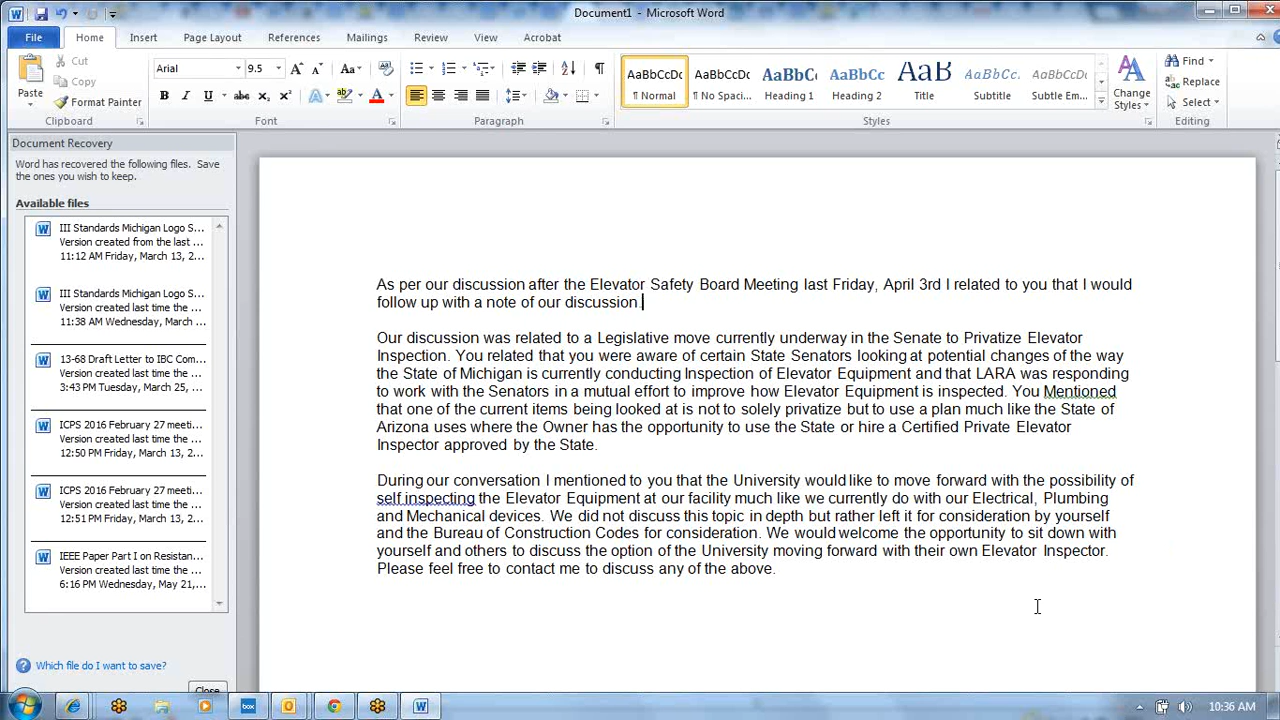 Document1 - Microsoft Word
File Home Insert Page Layout References Mailings Review View Acrobat
Paste
Cut
Copy
Format Painter
Clipboard
Arial 9.5
Font
Paragraph
AaBbCcDc AaBbCcDc AaBbC AaBbCc AaBb AaBbCc. AaBbCcDc
¶ Normal ¶ No Spaci... Heading 1 Heading 2 Title Subtitle Subtle Em...
Change Styles
Styles
Find
Replace
Select
Editing
Document Recovery
Word has recovered the following files. Save
the ones you wish to keep.
Available files
III Standards Michigan Logo S...
Version created from the last ...
11:12 AM Friday, March 13, 2...
III Standards Michigan Logo S...
Version created last time the ...
11:38 AM Wednesday, March ...
13-68 Draft Letter to IBC Com...
Version created last time the ...
3:43 PM Tuesday, March 25, ...
ICPS 2016 February 27 meeti...
Version created last time the ...
12:50 PM Friday, March 13, 2...
ICPS 2016 February 27 meeti...
Version created last time the ...
12:51 PM Friday, March 13, 2...
IEEE Paper Part I on Resistan...
Version created last time the ...
6:16 PM Wednesday, May 21,...
Which file do I want to save?
Close
As per our discussion after the Elevator Safety Board Meeting last Friday, April 3rd I related to you that I would
follow up with a note of our discussion.
Our discussion was related to a Legislative move currently underway in the Senate to Privatize Elevator
Inspection. You related that you were aware of certain State Senators looking at potential changes of the way
the State of Michigan is currently conducting Inspection of Elevator Equipment and that LARA was responding
to work with the Senators in a mutual effort to improve how Elevator Equipment is inspected. You Mentioned
that one of the current items being looked at is not to solely privatize but to use a plan much like the State of
Arizona uses where the Owner has the opportunity to use the State or hire a Certified Private Elevator
Inspector approved by the State.
During our conversation I mentioned to you that the University would like to move forward with the possibility of
self inspecting the Elevator Equipment at our facility much like we currently do with our Electrical, Plumbing
and Mechanical devices. We did not discuss this topic in depth but rather left it for consideration by yourself
and the Bureau of Construction Codes for consideration. We would welcome the opportunity to sit down with
yourself and others to discuss the option of the University moving forward with their own Elevator Inspector.
Please feel free to contact me to discuss any of the above.
box
10:36 AM